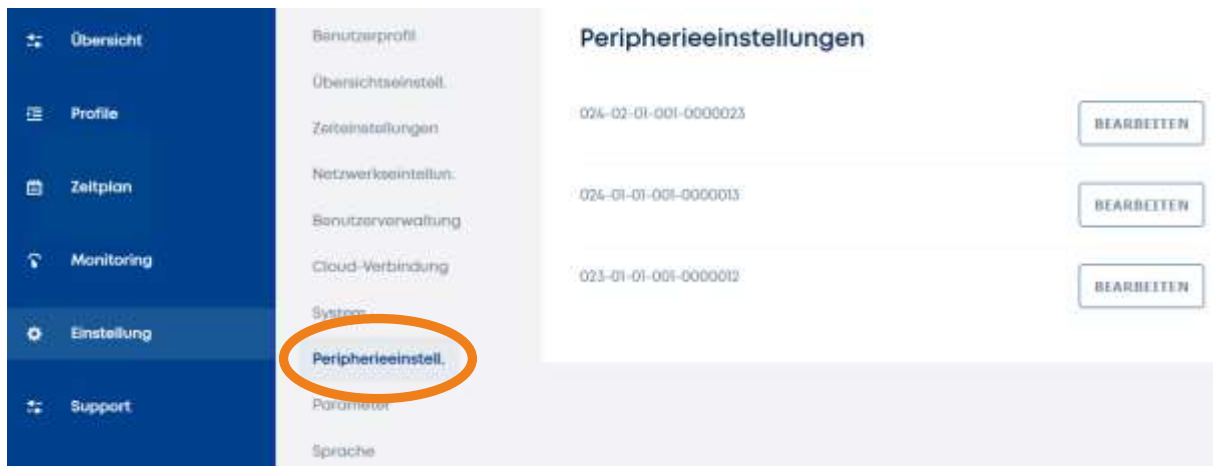 Übersicht
Profile
Zeitplan
Monitoring
Einstellung
Support
Benutzerprofil
Übersichtseinstell.
Zeiteinstellungen
Netzwerkseintellun.
Benutzerverwaltung
Cloud-Verbindung
System
Peripherieeinstell.
Parameter
Sprache
Peripherieeinstellungen
024-02-01-001-0000023
BEARBEITEN
024-01-01-001-0000013
BEARBEITEN
023-01-01-001-0000012
BEARBEITEN